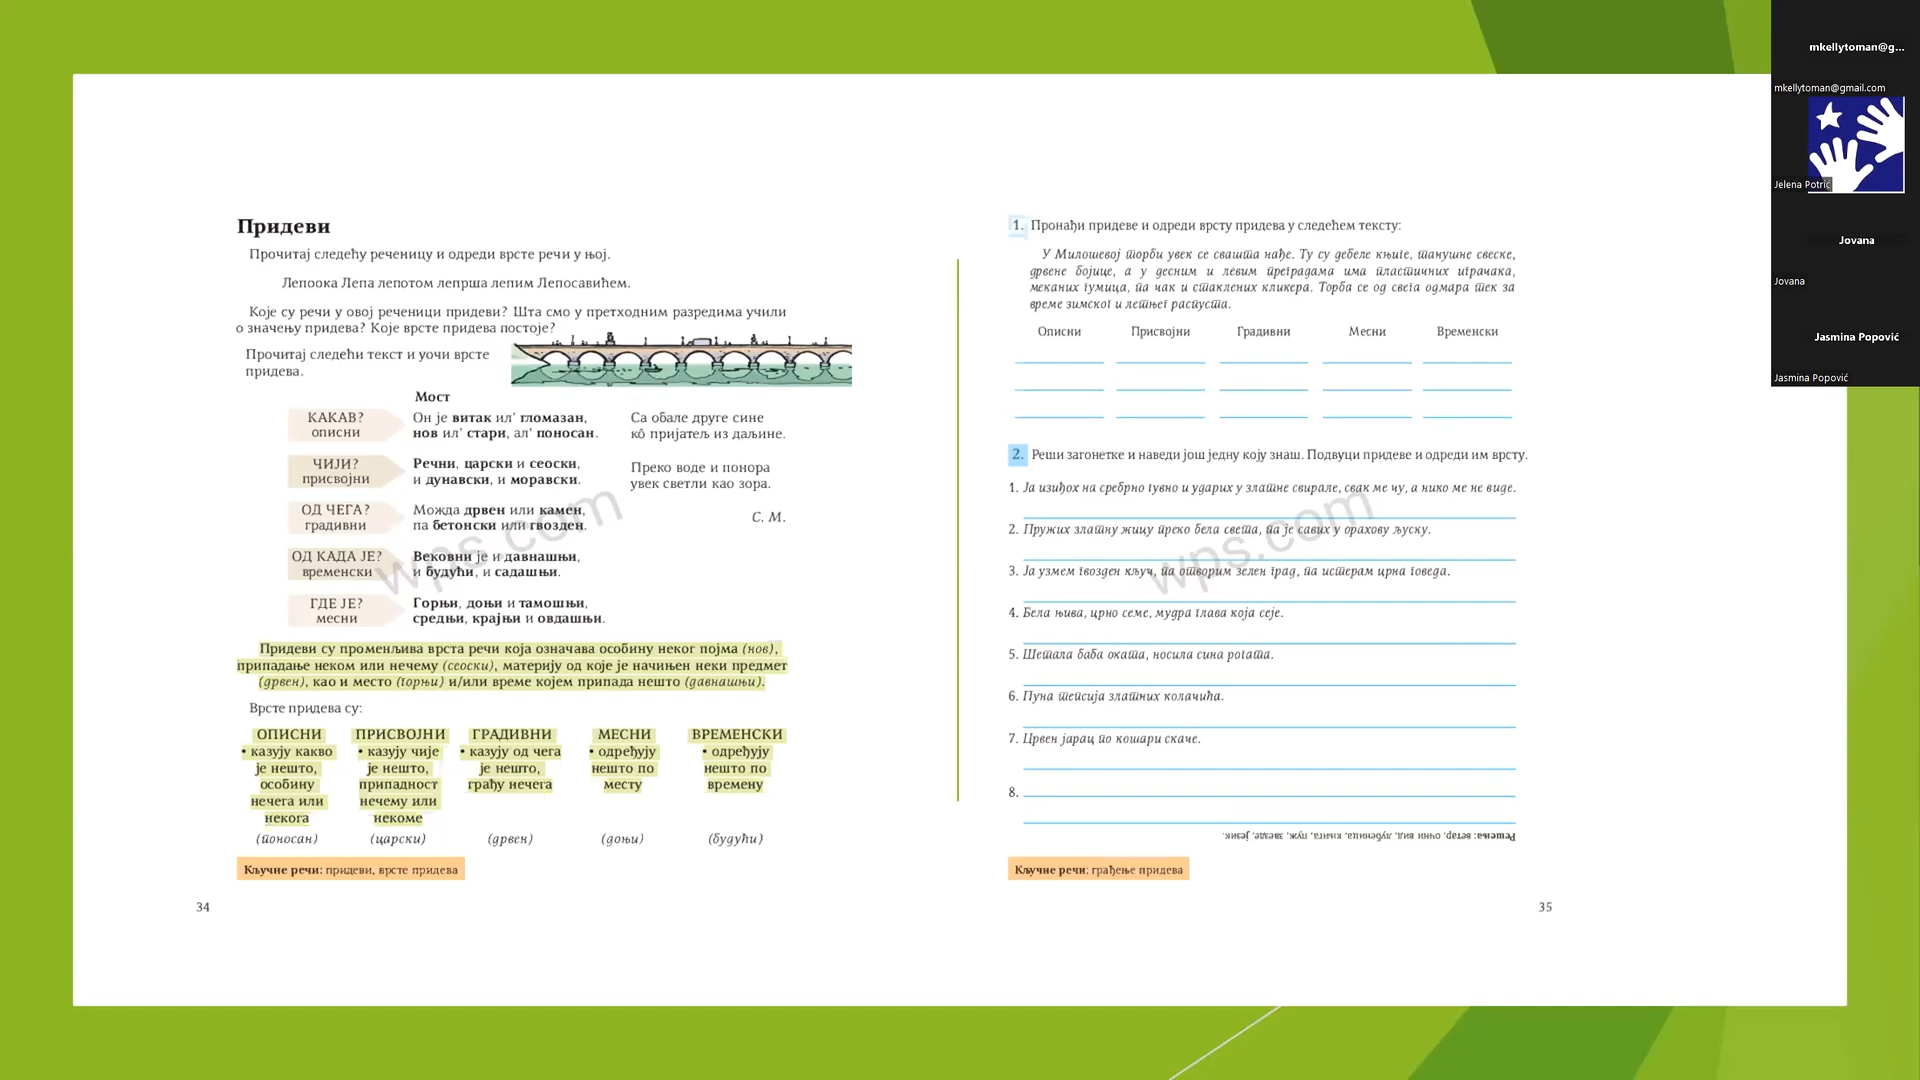 Придеви
Прочитај следећу реченицу и одреди врсте речи у њој.
Лепоока Лепа лепотом лепрша лепим Лепосавићем.
Које су речи у овој реченици придеви? Шта смо у претходним разредима учили
о значењу придева? Које врсте придева постоје?
Прочитај следећи текст и уочи врсте
придева.
Мост
КАКАВ?
описни
Он је витак ил' гломазан,
нов ил' стари, ал' поносан.
ЧИЈИ?
присвојни
Речни, царски и сеоски,
и дунавски, и моравски.
ОД ЧЕГА?
градивни
Можда дрвен или камен,
па бетонски или гвозден.
ОД КАДА ЈЕ?
временски
Вековни је и давнашњи,
и будући, и садашњи.
ГДЕ ЈЕ?
месни
Горњи, доњи и тамошњи,
средњи, крајњи и овдашњи.
Са обале друге сине
кô пријатељ из даљине.
Преко воде и понора
увек светли као зора.
С. М.
Придеви су променљива врста речи која означава особину неког појма (нов),
припадање неком или нечему (сеоски), материју од које је начињен неки предмет
(дрвен), као и место (горњи) и/или време којем припада нешто (давнашњи).
Врсте придева су:
ОПИСНИ
• казују какво
је нешто,
особину
нечега или
некога
(поносан)
ПРИСВОЈНИ
• казују чије
је нешто,
припадност
нечему или
некоме
(царски)
ГРАДИВНИ
• казују од чега
је нешто,
грађу нечега
(дрвен)
МЕСНИ
• одређују
нешто по
месту
(доњи)
ВРЕМЕНСКИ
• одређују
нешто по
времену
(будући)
Кључне речи: придеви, врсте придева
34
wps.com
1. Пронађи придеве и одреди врсту придева у следећем тексту:
У Милошевој торби увек се свашта нађе. Ту су дебеле књиге, танушне свеске,
дрвене бојице, а у десним и левим преградама има пластичних играчака,
меканих гумица, па чак и стаклених кликера. Торба се од свега одмара тек за
време зимског и летњег распуста.
Описни Присвојни Градивни Месни Временски
2. Реши загонетке и наведи још једну коју знаш. Подвуци придеве и одреди им врсту.
1. Ја изиђох на сребрно гувно и ударих у златне свирале, свак ме чу, а нико ме не виде.
2. Пружих златну жицу преко бела света, па је савих у орахову љуску.
3. Ја узмем гвозден кључ, па отворим зелен град, па истерам црна говеда.
4. Бела њива, црно семе, мудра глава која сеје.
5. Шетала баба оката, носила сина рогата.
6. Пуна тепсија златних колачића.
7. Црвен јарац по кошари скаче.
8.
Решења: ветар, очни вид, лубеница, књига, пуж, звезде, језик.
Кључне речи: грађење придева
35
wps.com
mkellytoman@g...
mkellytoman@gmail.com
Jelena Potrić
Jovana
Jovana
Jasmina Popović
Jasmina Popović